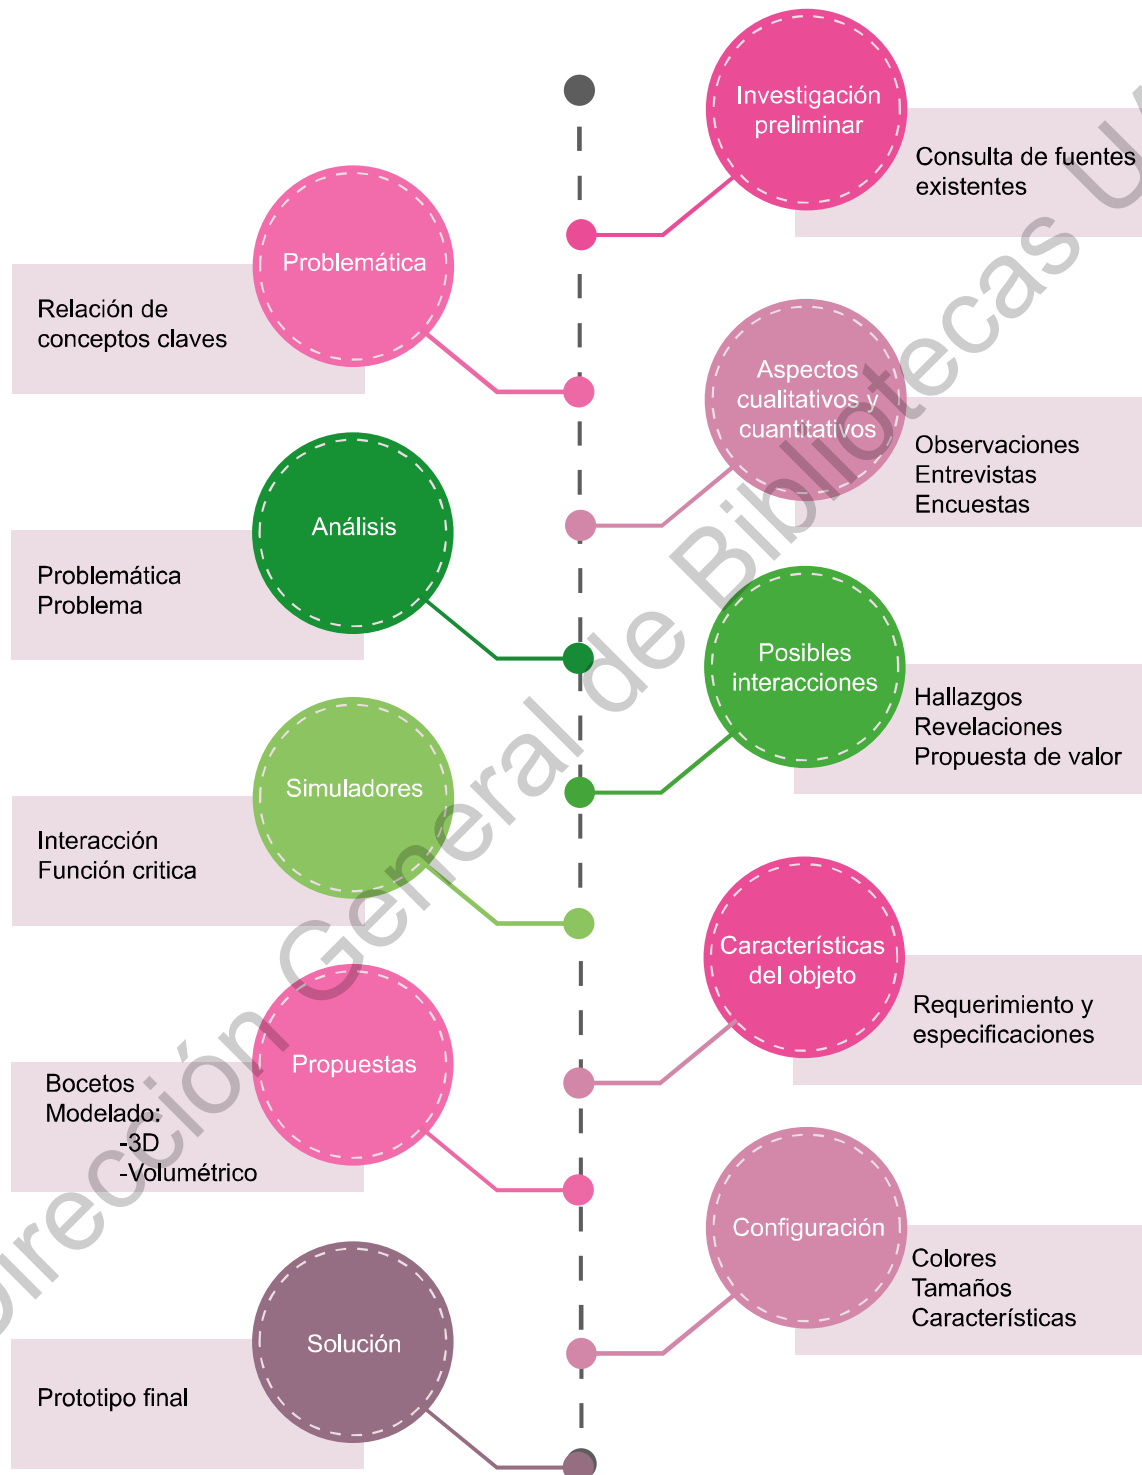 Investigación
preliminar
Consulta de fuentes
existentes
Problemática
Relación de
conceptos claves
Aspectos
cualitativos y
cuantitativos
Observaciones
Entrevistas
Encuestas
Análisis
Problemática
Problema
Posibles
interacciones
Hallazgos
Revelaciones
Propuesta de valor
Simuladores
Interacción
Función critica
Características
del objeto
Requerimiento y
especificaciones
Propuestas
Bocetos
Modelado:
-3D
-Volumétrico
Configuración
Colores
Tamaños
Características
Solución
Prototipo final
Dirección General de Bibliotecas